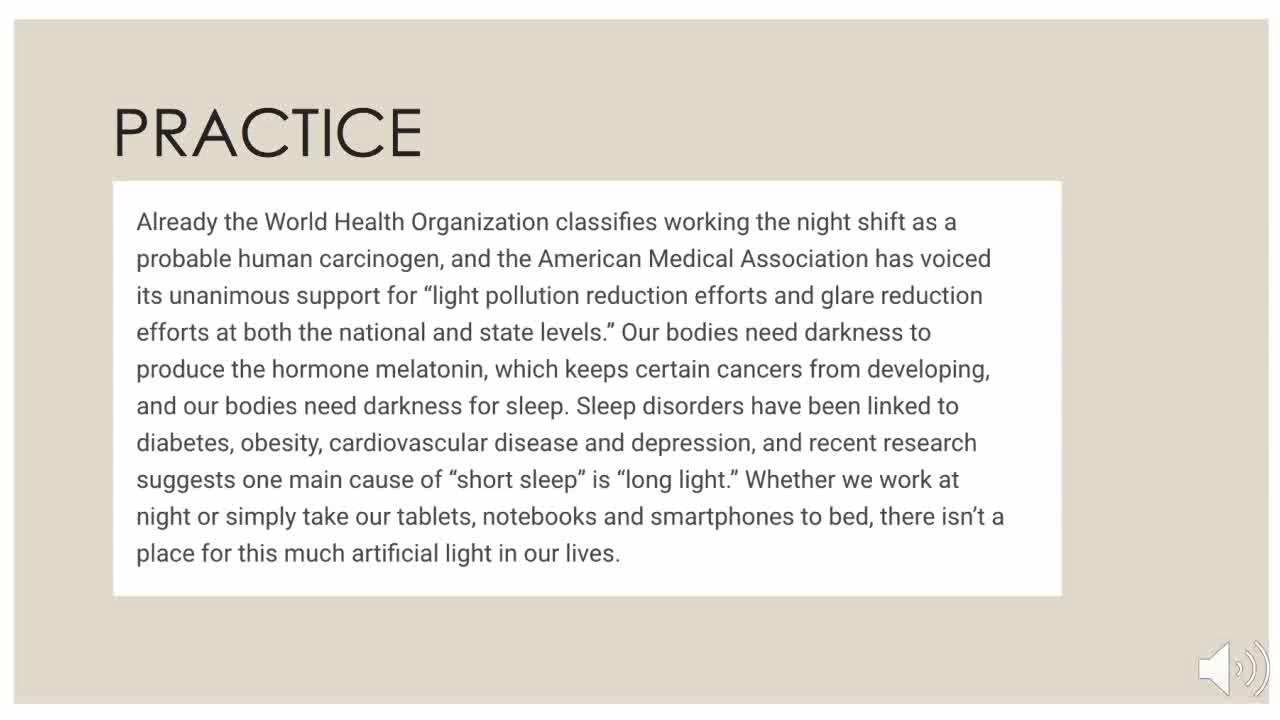 PRACTICE
Already the World Health Organization classifies working the night shift as a
probable human carcinogen, and the American Medical Association has voiced
its unanimous support for “light pollution reduction efforts and glare reduction
efforts at both the national and state levels.” Our bodies need darkness to
produce the hormone melatonin, which keeps certain cancers from developing,
and our bodies need darkness for sleep. Sleep disorders have been linked to
diabetes, obesity, cardiovascular disease and depression, and recent research
suggests one main cause of “short sleep” is “long light.” Whether we work at
night or simply take our tablets, notebooks and smartphones to bed, there isn’t a
place for this much artificial light in our lives.